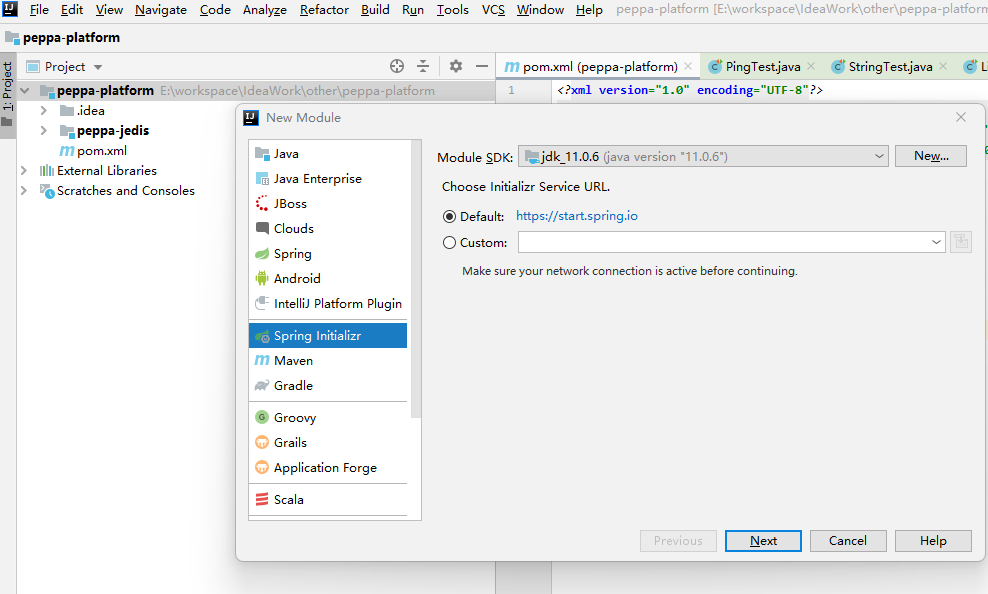 File Edit View Navigate Code Analyze Refactor Build Run Tools VCS Window Help peppa-platform [E:\workspace\IdeaWork\other\peppa-platform
peppa-platform
1: Project
Project
pom.xml (peppa-platform) PingTest.java StringTest.java
peppa-platform E:\workspace\IdeaWork\other\peppa-platform
1 <?xml version="1.0" encoding="UTF-8"?>
.idea
peppa-jedis
pom.xml
External Libraries
Scratches and Consoles
New Module
Java
Java Enterprise
JBoss
Clouds
Spring
Android
IntelliJ Platform Plugin
Spring Initializr
Maven
Gradle
Groovy
Grails
Application Forge
Scala
Module SDK: jdk_11.0.6 (java version "11.0.6") New...
Choose Initializr Service URL.
Default: https://start.spring.io
Custom:
Make sure your network connection is active before continuing.
Previous Next Cancel Help